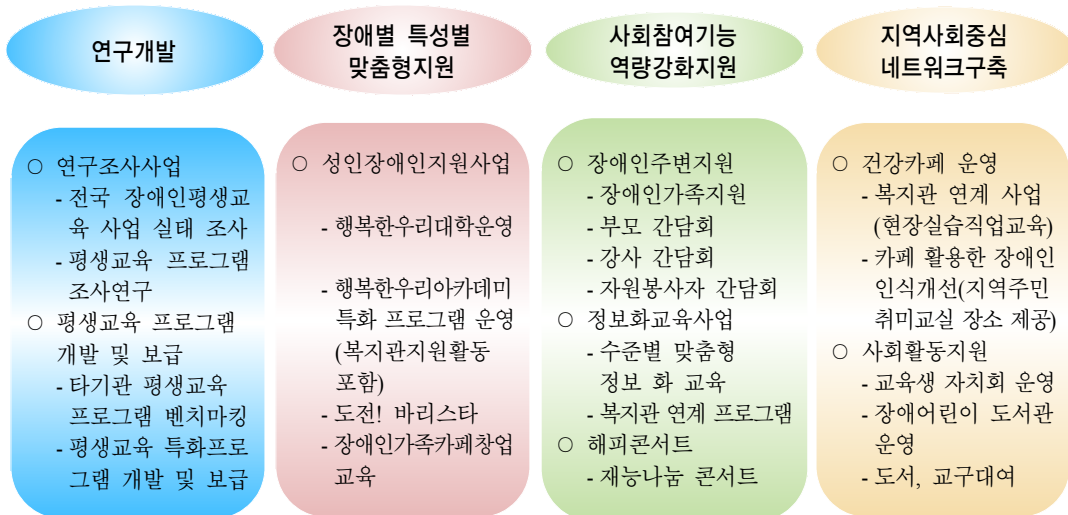 연구개발
장애별 특성별
맞춤형지원
사회참여기능
역량강화지원
지역사회중심
네트워크구축
○ 연구조사사업
- 전국 장애인평생교
육 사업 실태 조사
- 평생교육 프로그램
조사연구
○ 평생교육 프로그램
개발 및 보급
- 타기관 평생교육
프로그램 벤치마킹
- 평생교육 특화프로
그램 개발 및 보급
○ 성인장애인지원사업
- 행복한우리대학운영
- 행복한우리아카데미
특화 프로그램 운영
(복지관지원활동
포함)
- 도전! 바리스타
- 장애인가족카페창업
교육
○ 장애인주변지원
- 장애인가족지원
- 부모 간담회
- 강사 간담회
- 자원봉사자 간담회
○ 정보화교육사업
- 수준별 맞춤형
정보 화 교육
- 복지관 연계 프로그램
○ 해피콘서트
- 재능나눔 콘서트
○ 건강카페 운영
- 복지관 연계 사업
(현장실습직업교육)
- 카페 활용한 장애인
인식개선(지역주민
취미교실 장소 제공)
○ 사회활동지원
- 교육생 자치회 운영
- 장애어린이 도서관
운영
- 도서, 교구대여